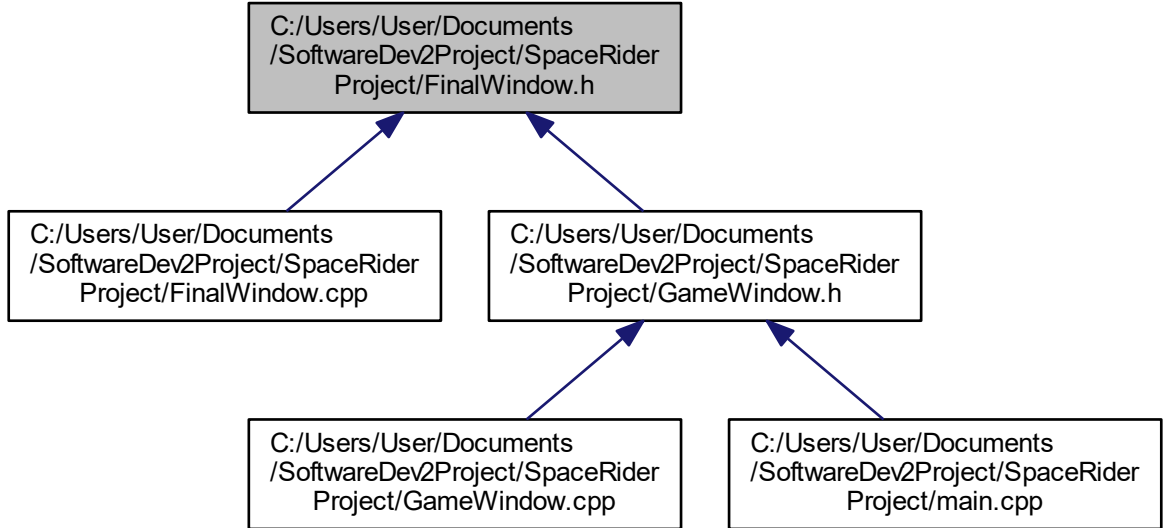 C:/Users/User/Documents
/SoftwareDev2Project/SpaceRider
Project/FinalWindow.h
C:/Users/User/Documents
/SoftwareDev2Project/SpaceRider
Project/FinalWindow.cpp
C:/Users/User/Documents
/SoftwareDev2Project/SpaceRider
Project/GameWindow.h
C:/Users/User/Documents
/SoftwareDev2Project/SpaceRider
Project/GameWindow.cpp
C:/Users/User/Documents
/SoftwareDev2Project/SpaceRider
Project/main.cpp